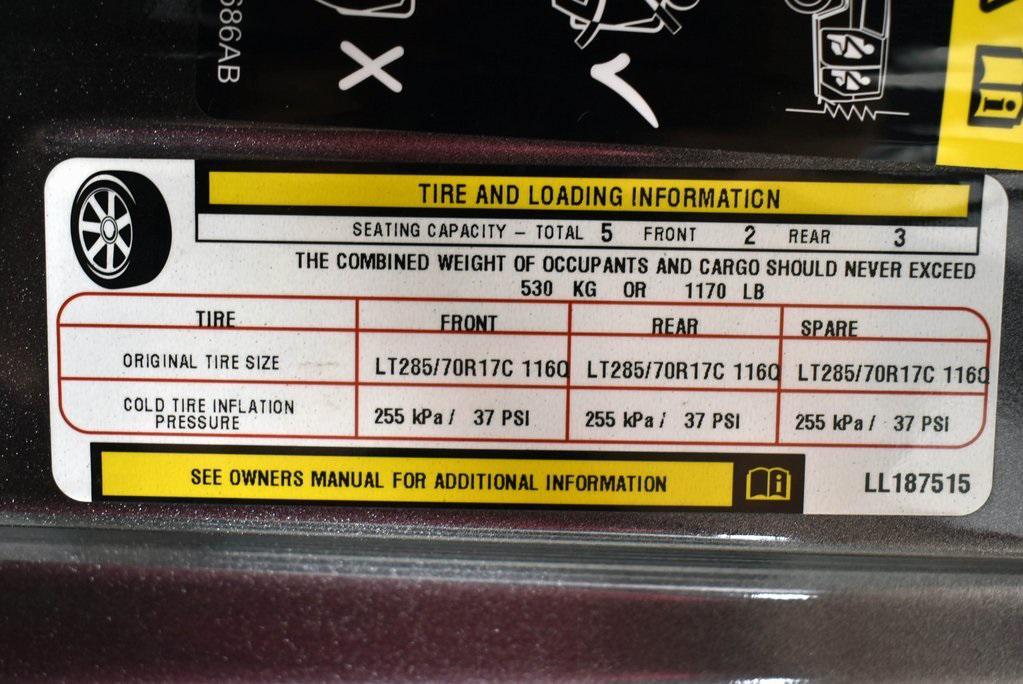 686AB
TIRE AND LOADING INFORMATION
SEATING CAPACITY – TOTAL 5 FRONT 2 REAR 3
THE COMBINED WEIGHT OF OCCUPANTS AND CARGO SHOULD NEVER EXCEED
530 KG OR 1170 LB
TIRE FRONT REAR SPARE
ORIGINAL TIRE SIZE LT285/70R17C 116Q LT285/70R17C 116Q LT285/70R17C 116Q
COLD TIRE INFLATION PRESSURE 255 kPa / 37 PSI 255 kPa / 37 PSI 255 kPa / 37 PSI
SEE OWNERS MANUAL FOR ADDITIONAL INFORMATION
LL187515